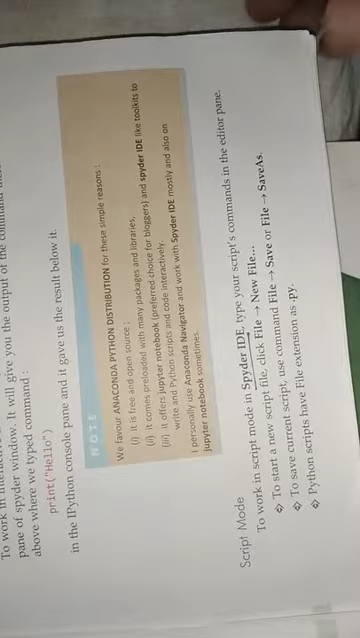 To work in
pane of spyder window. It will give you the output of the command
above where we typed command :
print("Hello")
in the IPython console pane and it gave us the result below it.
NOTE
We favour ANACONDA PYTHON DISTRIBUTION for these simple reasons :
(i) it is free and open source ;
(ii) it comes preloaded with many packages and libraries,
(iii) it offers jupyter notebook (preferred choice for bloggers) and spyder IDE like toolkits to
write and Python scripts and code interactively.
I personally use Anaconda Navigator and work with Spyder IDE mostly and also on
jupyter notebook sometimes.
Script Mode
To work in script mode in Spyder IDE, type your script's commands in the editor pane.
To start a new script file, click File → New File...
To save current script, use command File → Save or File → SaveAs.
Python scripts have File extension as .py.